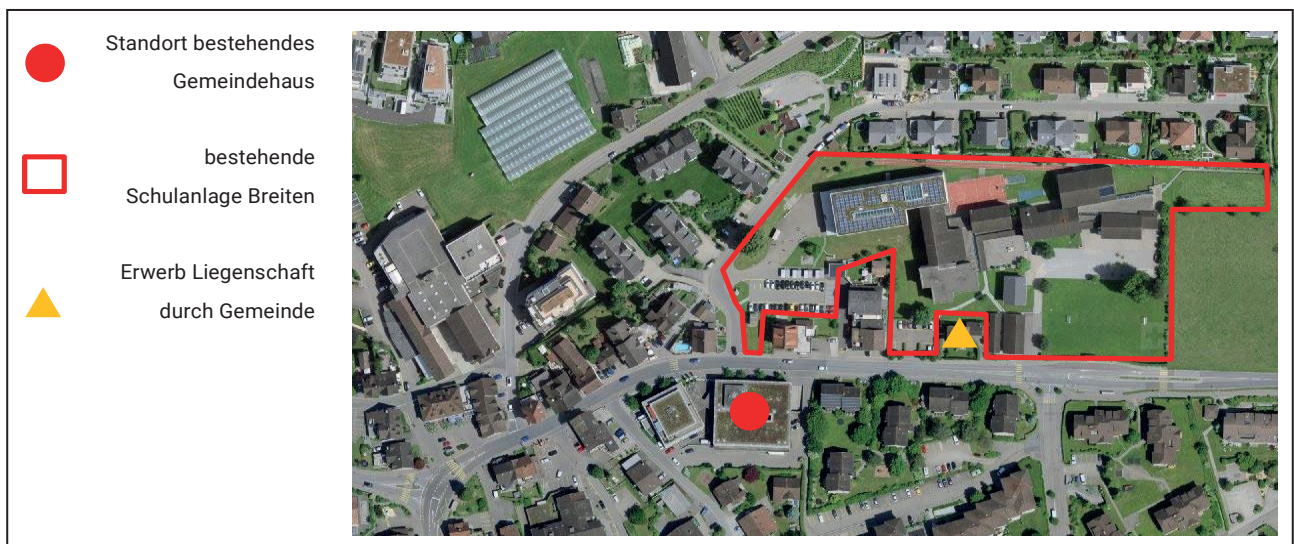 Standort bestehendes
Gemeindehaus
bestehende
Schulanlage Breiten
Erwerb Liegenschaft
durch Gemeinde